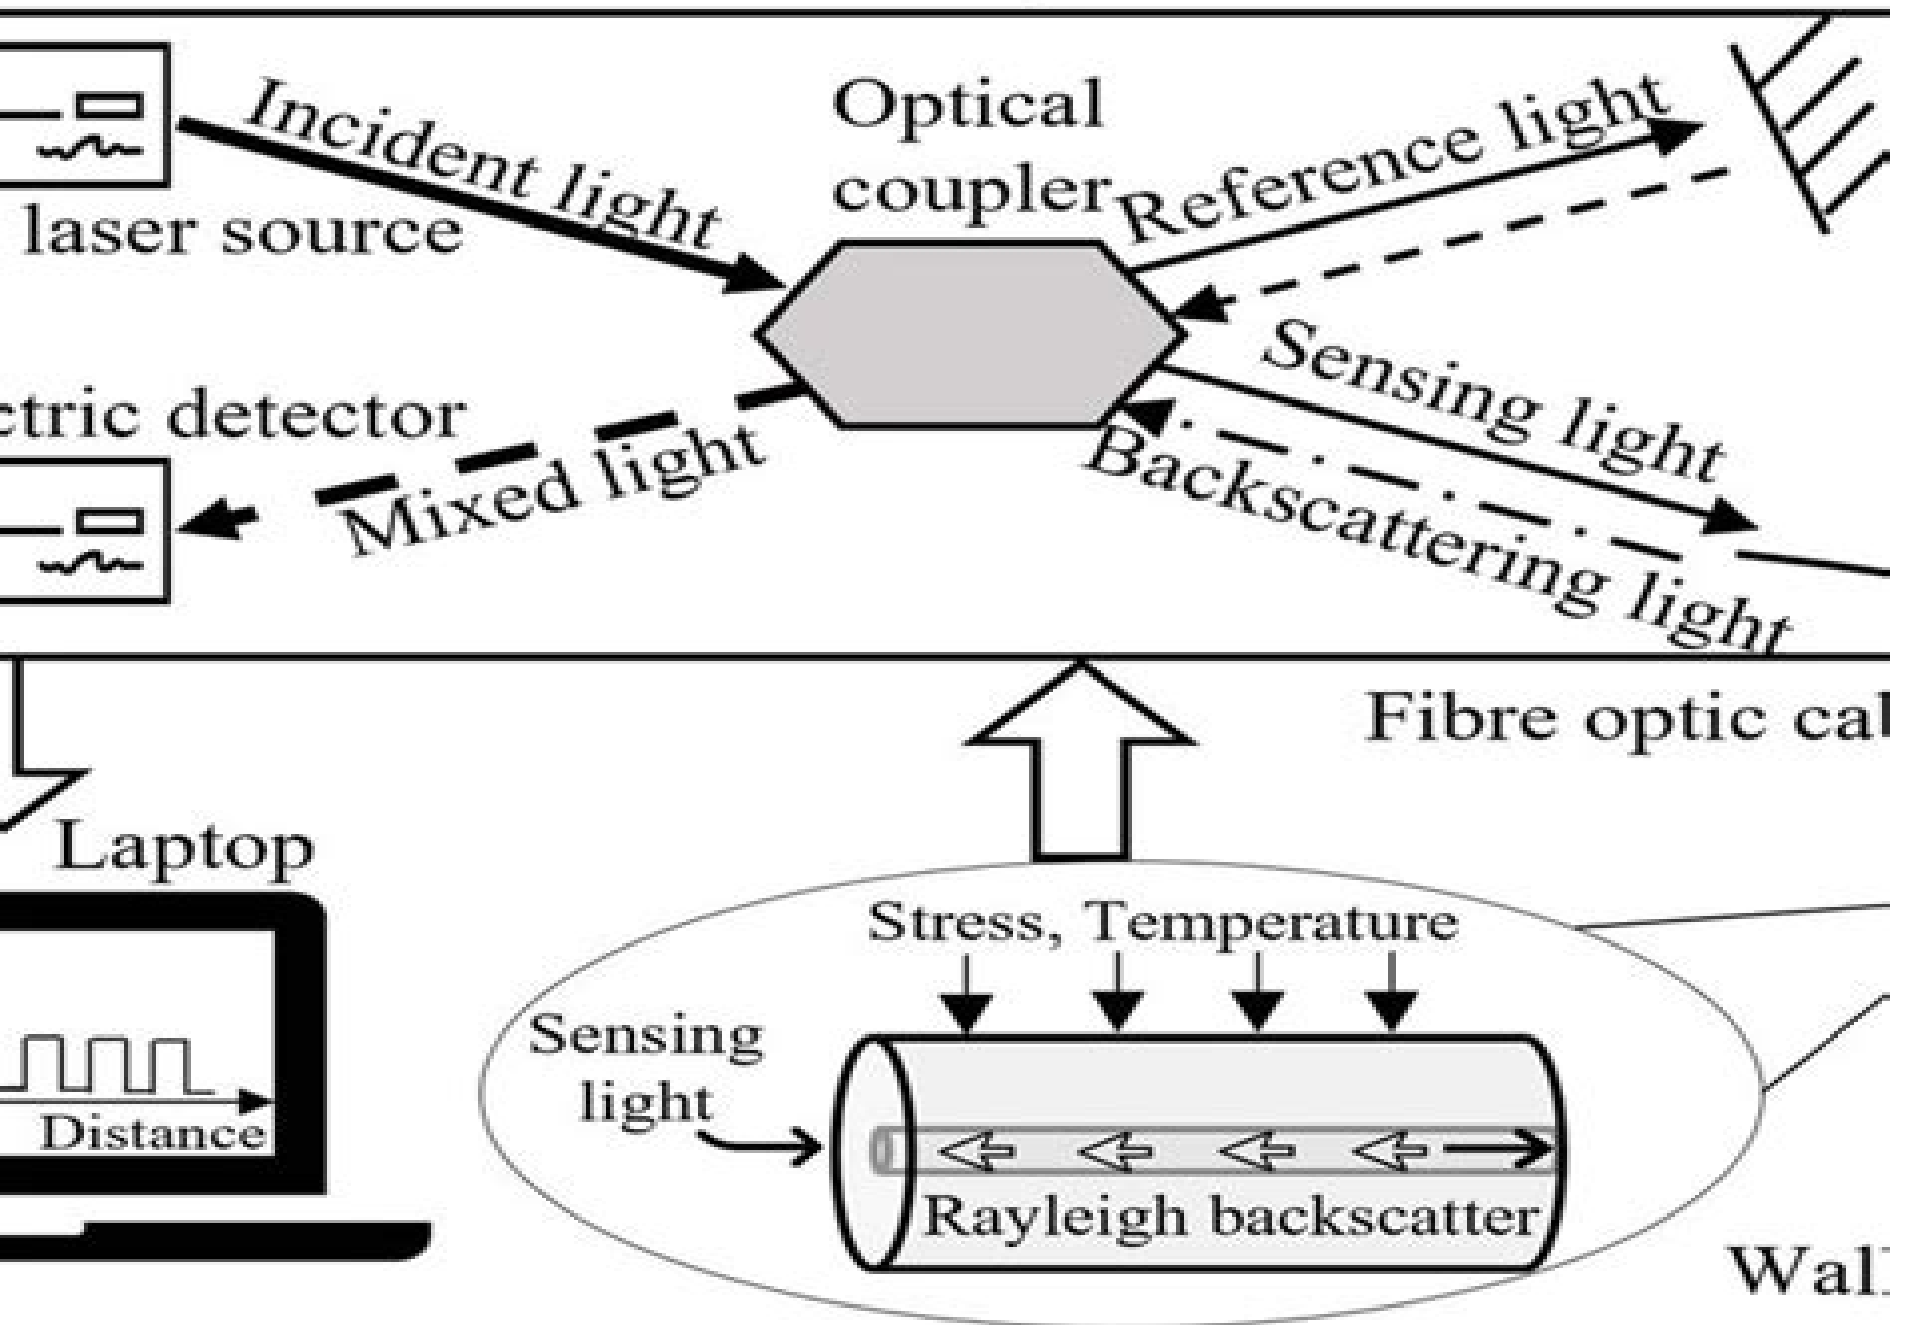 Incident light
Optical
coupler
Reference light
laser source
Sensing light
ctric detector
Mixed light
Backscattering light
Fibre optic cal
Laptop
Stress, Temperature
Sensing
light
Distance
Rayleigh backscatter
Wal